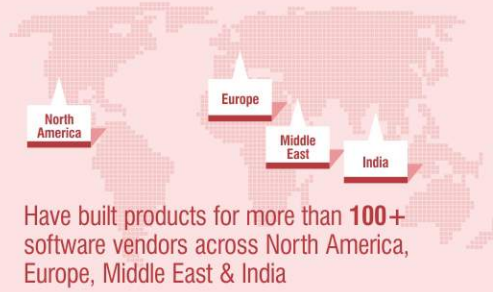 North
America
Europe
Middle
East
India
Have built products for more than 100+
software vendors across North America,
Europe, Middle East & India